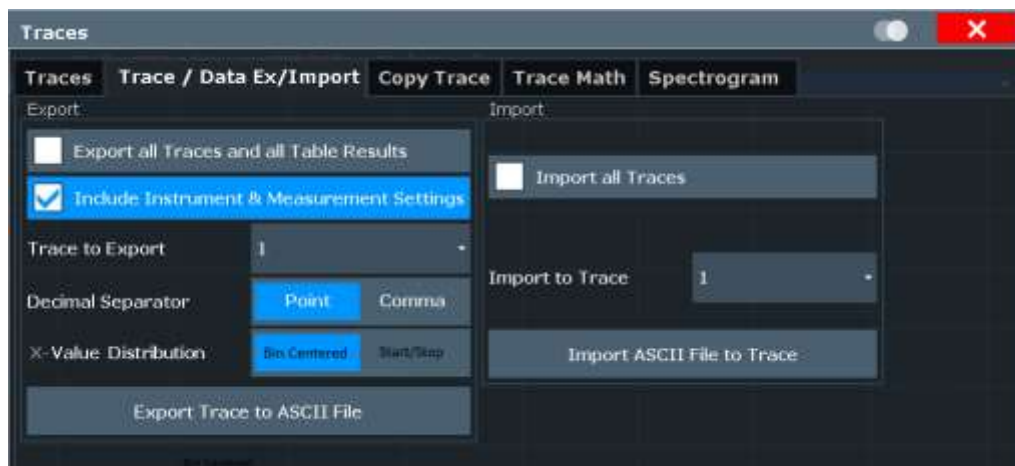 Traces
Traces Trace / Data Ex/Import Copy Trace Trace Math Spectrogram
Export
Export all Traces and all Table Results
Include Instrument & Measurement Settings
Trace to Export 1
Decimal Separator Point Comma
X-Value Distribution Bin Centered Start/Stop
Export Trace to ASCII File
Import
Import all Traces
Import to Trace 1
Import ASCII File to Trace